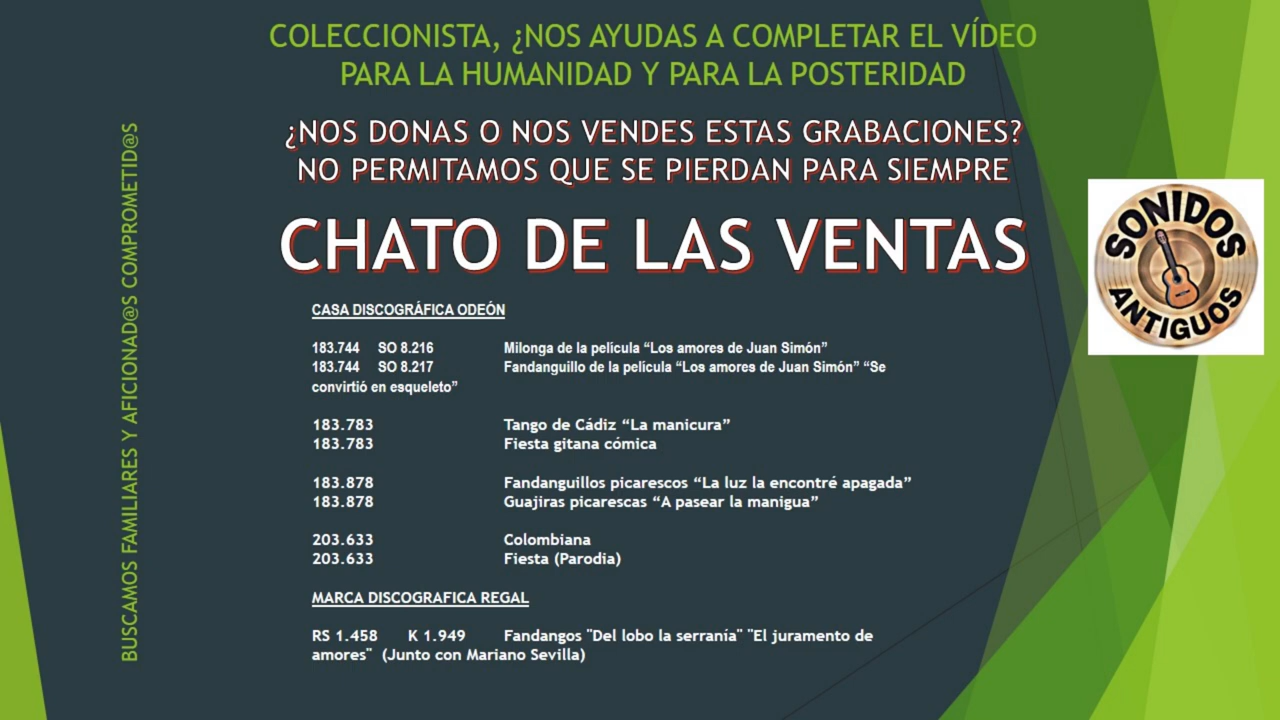 COLECCIONISTA, ¿NOS AYUDAS A COMPLETAR EL VÍDEO
PARA LA HUMANIDAD Y PARA LA POSTERIDAD
¿NOS DONAS O NOS VENDES ESTAS GRABACIONES?
NO PERMITAMOS QUE SE PIERDAN PARA SIEMPRE
CHATO DE LAS VENTAS
BUSCAMOS FAMILIARES Y AFICIONAD@S COMPROMETID@S
SONIDOS
ANTIGUOS
CASA DISCOGRÁFICA ODEÓN
183.744 SO 8.216 Milonga de la película “Los amores de Juan Simón”
183.744 SO 8.217 Fandanguillo de la película “Los amores de Juan Simón” “Se
convirtió en esqueleto”
183.783 Tango de Cádiz “La manicura”
183.783 Fiesta gitana cómica
183.878 Fandanguillos picarescos “La luz la encontré apagada”
183.878 Guajiras picarescas “A pasear la manigua”
203.633 Colombiana
203.633 Fiesta (Parodia)
MARCA DISCOGRAFICA REGAL
RS 1.458 K 1.949 Fandangos "Del lobo la serranía" "El juramento de
amores" (Junto con Mariano Sevilla)